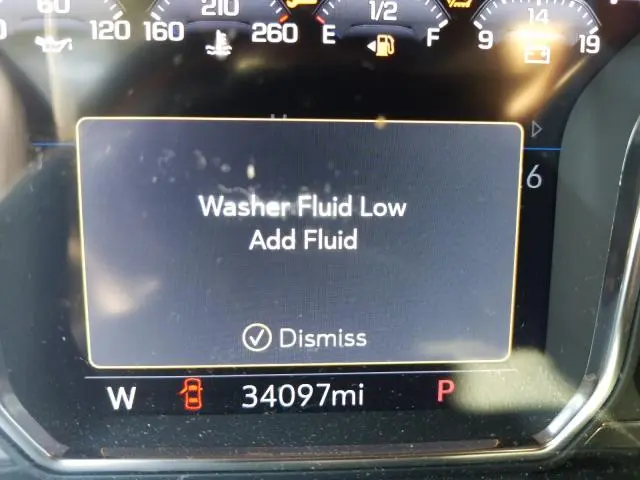 60 120 160 210 260 E 1/2 F 9 14 19
6
Washer Fluid Low
Add Fluid
Dismiss
W 34097mi P